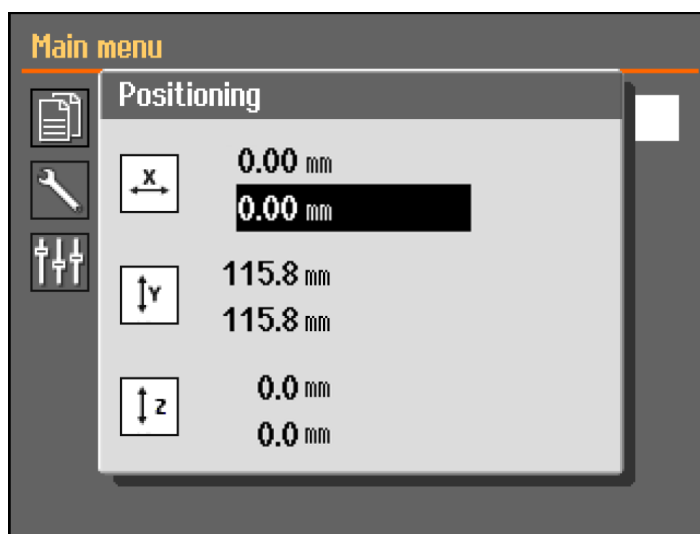 Main menu
Positioning
X
0.00 mm
0.00 mm
Y
115.8 mm
115.8 mm
Z
0.0 mm
0.0 mm